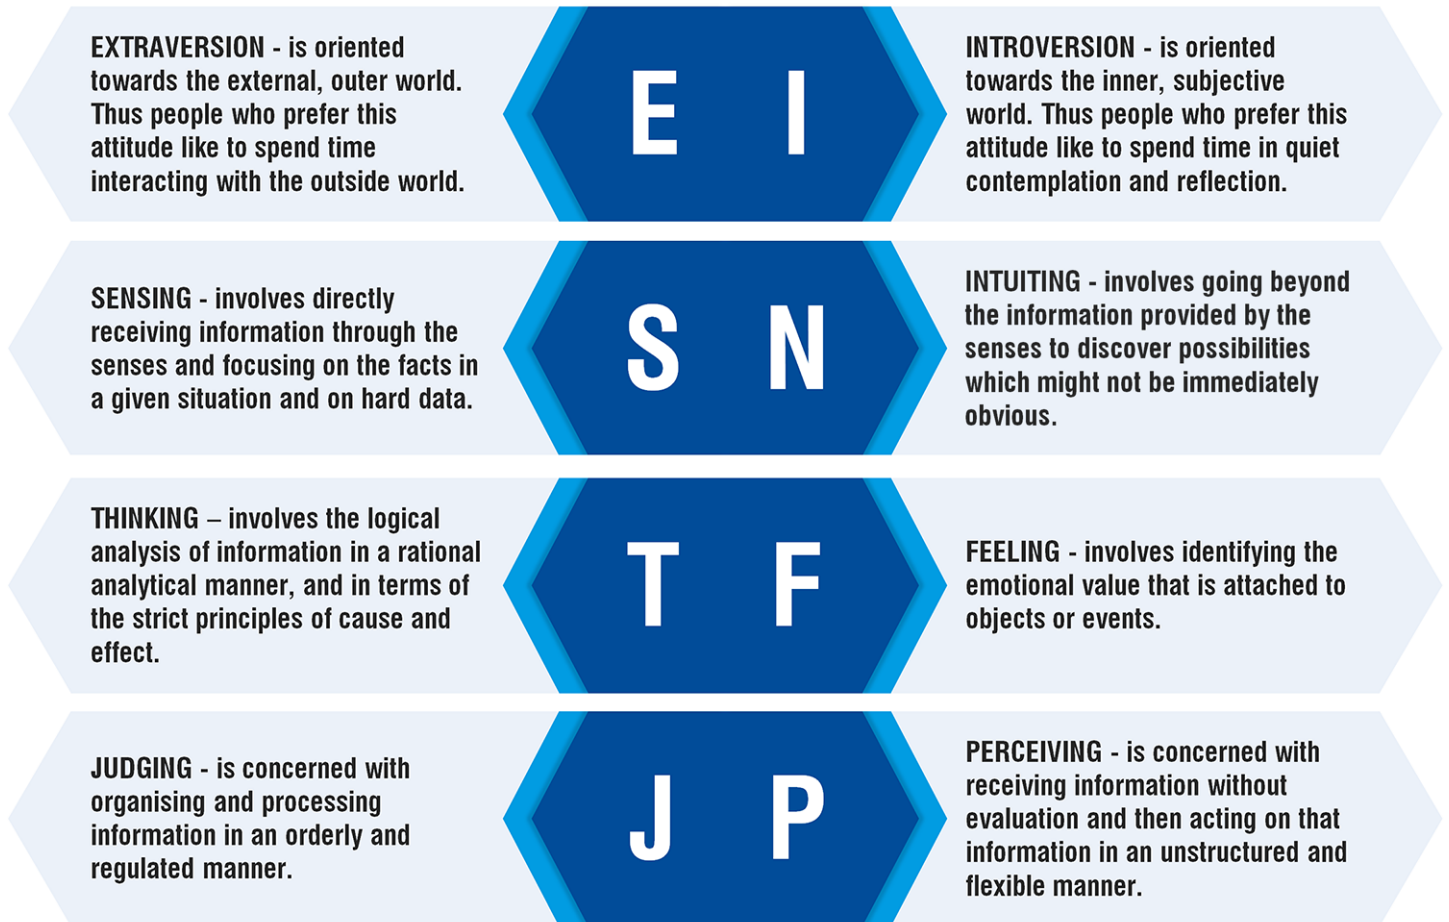 EXTRAVERSION - is oriented
towards the external, outer world.
Thus people who prefer this
attitude like to spend time
interacting with the outside world.
E I
INTROVERSION - is oriented
towards the inner, subjective
world. Thus people who prefer this
attitude like to spend time in quiet
contemplation and reflection.
SENSING - involves directly
receiving information through the
senses and focusing on the facts in
a given situation and on hard data.
S N
INTUITING - involves going beyond
the information provided by the
senses to discover possibilities
which might not be immediately
obvious.
THINKING – involves the logical
analysis of information in a rational
analytical manner, and in terms of
the strict principles of cause and
effect.
T F
FEELING - involves identifying the
emotional value that is attached to
objects or events.
JUDGING - is concerned with
organising and processing
information in an orderly and
regulated manner.
J P
PERCEIVING - is concerned with
receiving information without
evaluation and then acting on that
information in an unstructured and
flexible manner.